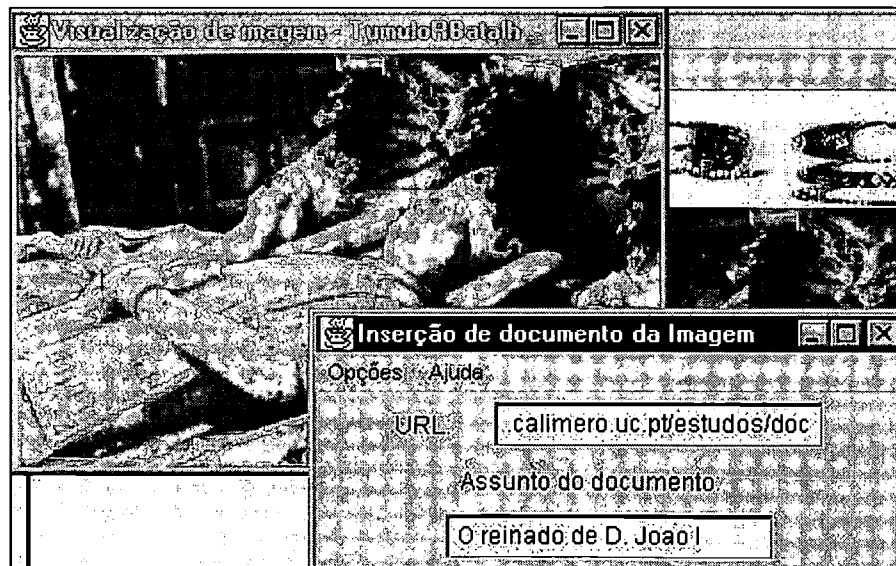 Visualização de imagem - TumuloRBatalh...
Inserção de documento da Imagem
Opções Ajuda
URL
calimero.uc.pt/estudos/doc
Assunto do documento
O reinado de D. Joao I